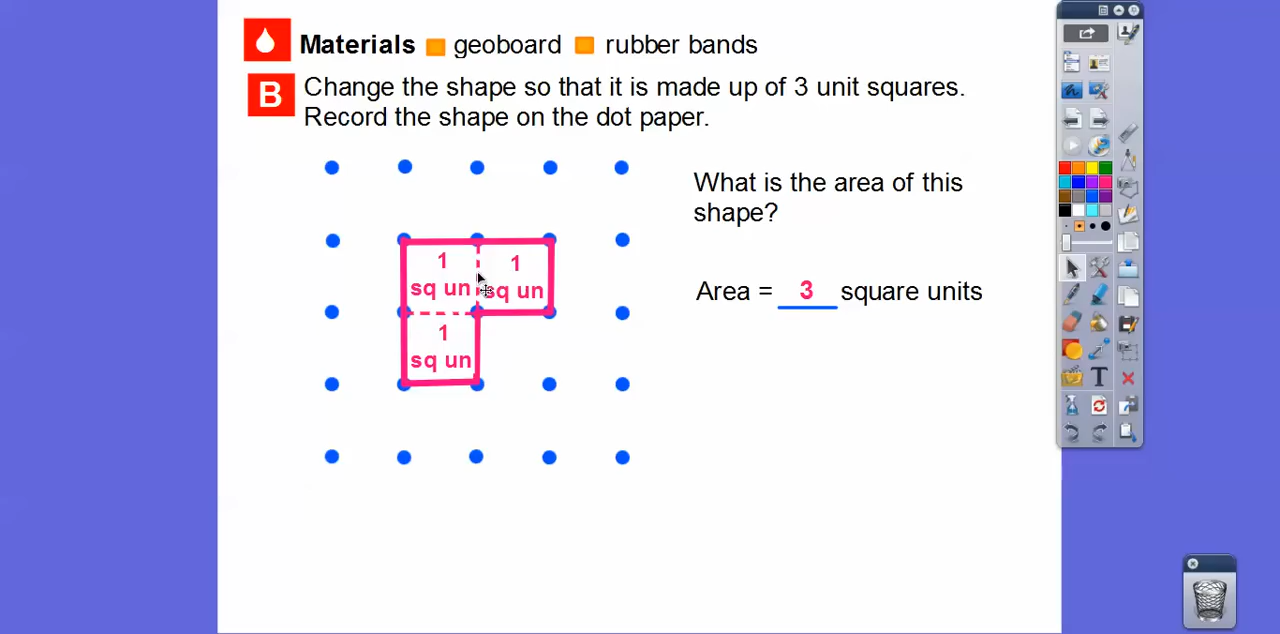 Materials geoboard rubber bands
B Change the shape so that it is made up of 3 unit squares.
Record the shape on the dot paper.
What is the area of this
shape?
1
sq un
1
sq un
Area = 3 square units
1
sq un
T